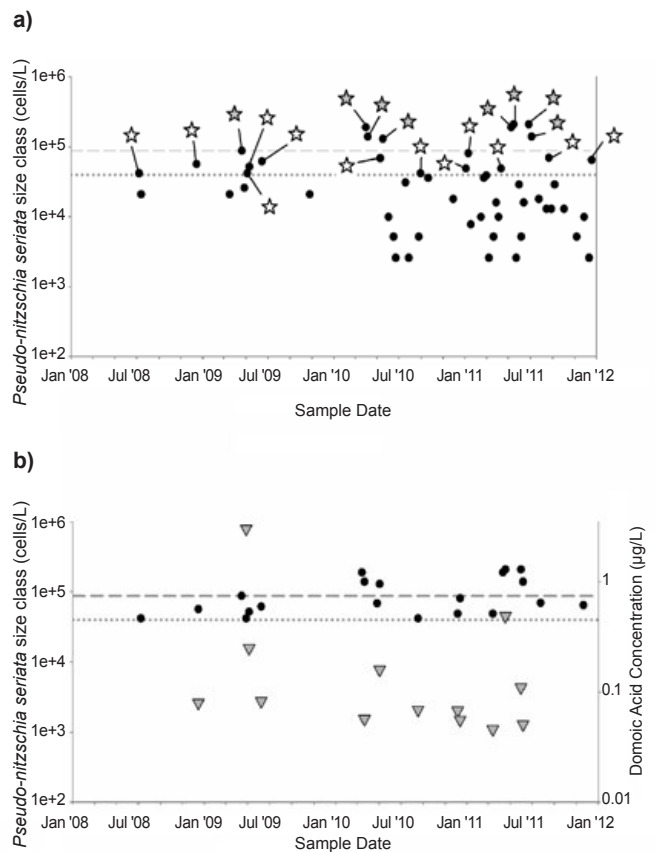 a)
Pseudo-nitzschia seriata size class (cells/L)
1e+6
1e+5
1e+4
1e+3
1e+2
Jan '08
Jul '08
Jan '09
Jul '09
Jan '10
Jul '10
Jan '11
Jul '11
Jan '12
Sample Date
b)
Pseudo-nitzschia seriata size class (cells/L)
1e+6
1e+5
1e+4
1e+3
1e+2
1
0.1
0.01
Domoic Acid Concentration (µg/L)
Jan '08
Jul '08
Jan '09
Jul '09
Jan '10
Jul '10
Jan '11
Jul '11
Jan '12
Sample Date